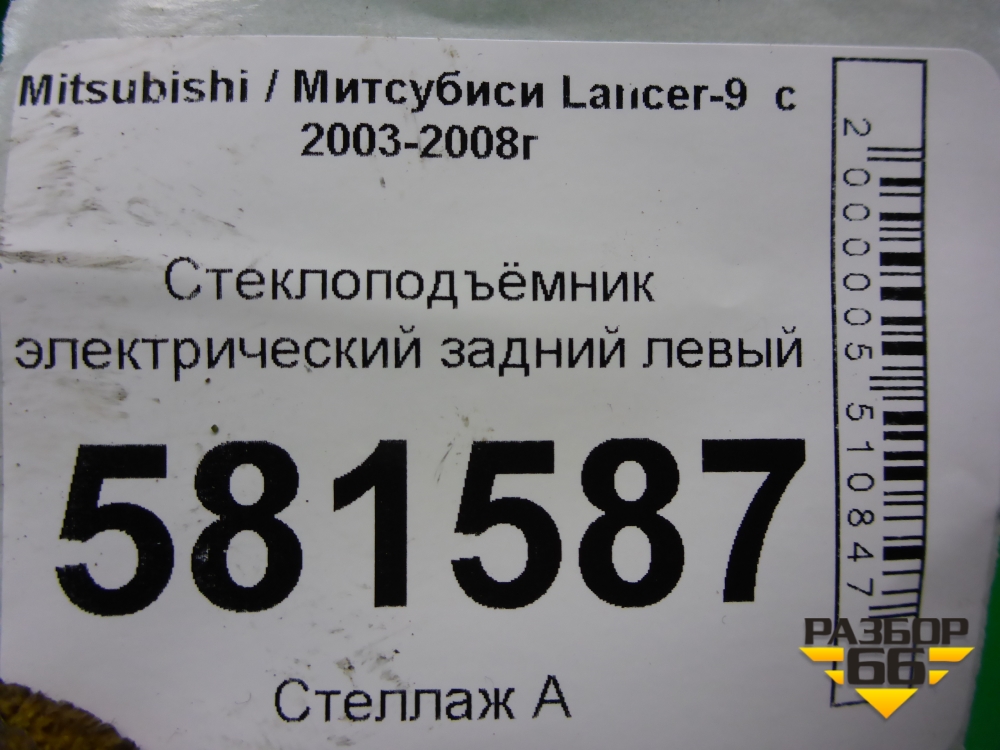 Mitsubishi / Митсубиси Lancer-9 с
2003-2008г
Стеклоподъёмник
электрический задний левый
581587
Стеллаж А
2000005510847
РАЗБОР
66